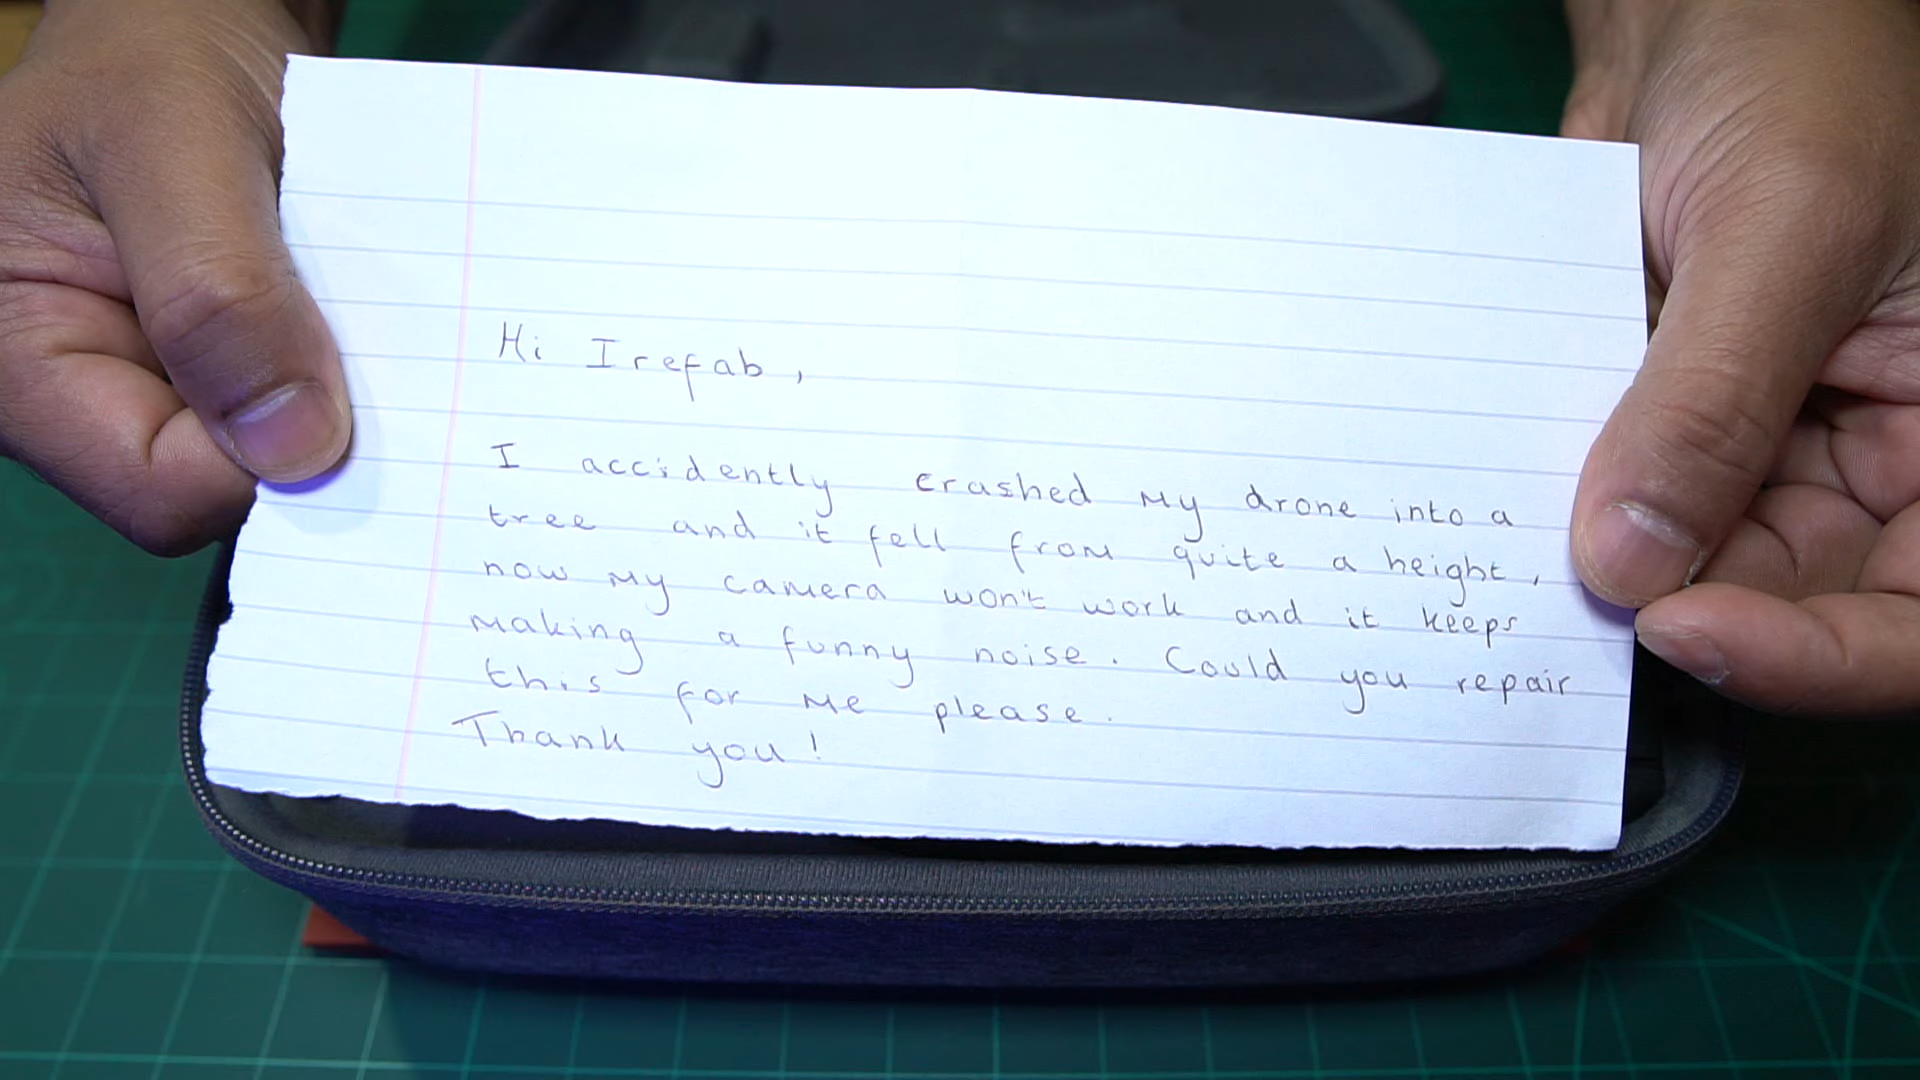 Hi Irefab,
I accidently crashed my drone into a
tree and it fell from quite a height,
now my camera won't work and it keeps
making a funny noise. Could you repair
this for me please.
Thank you!